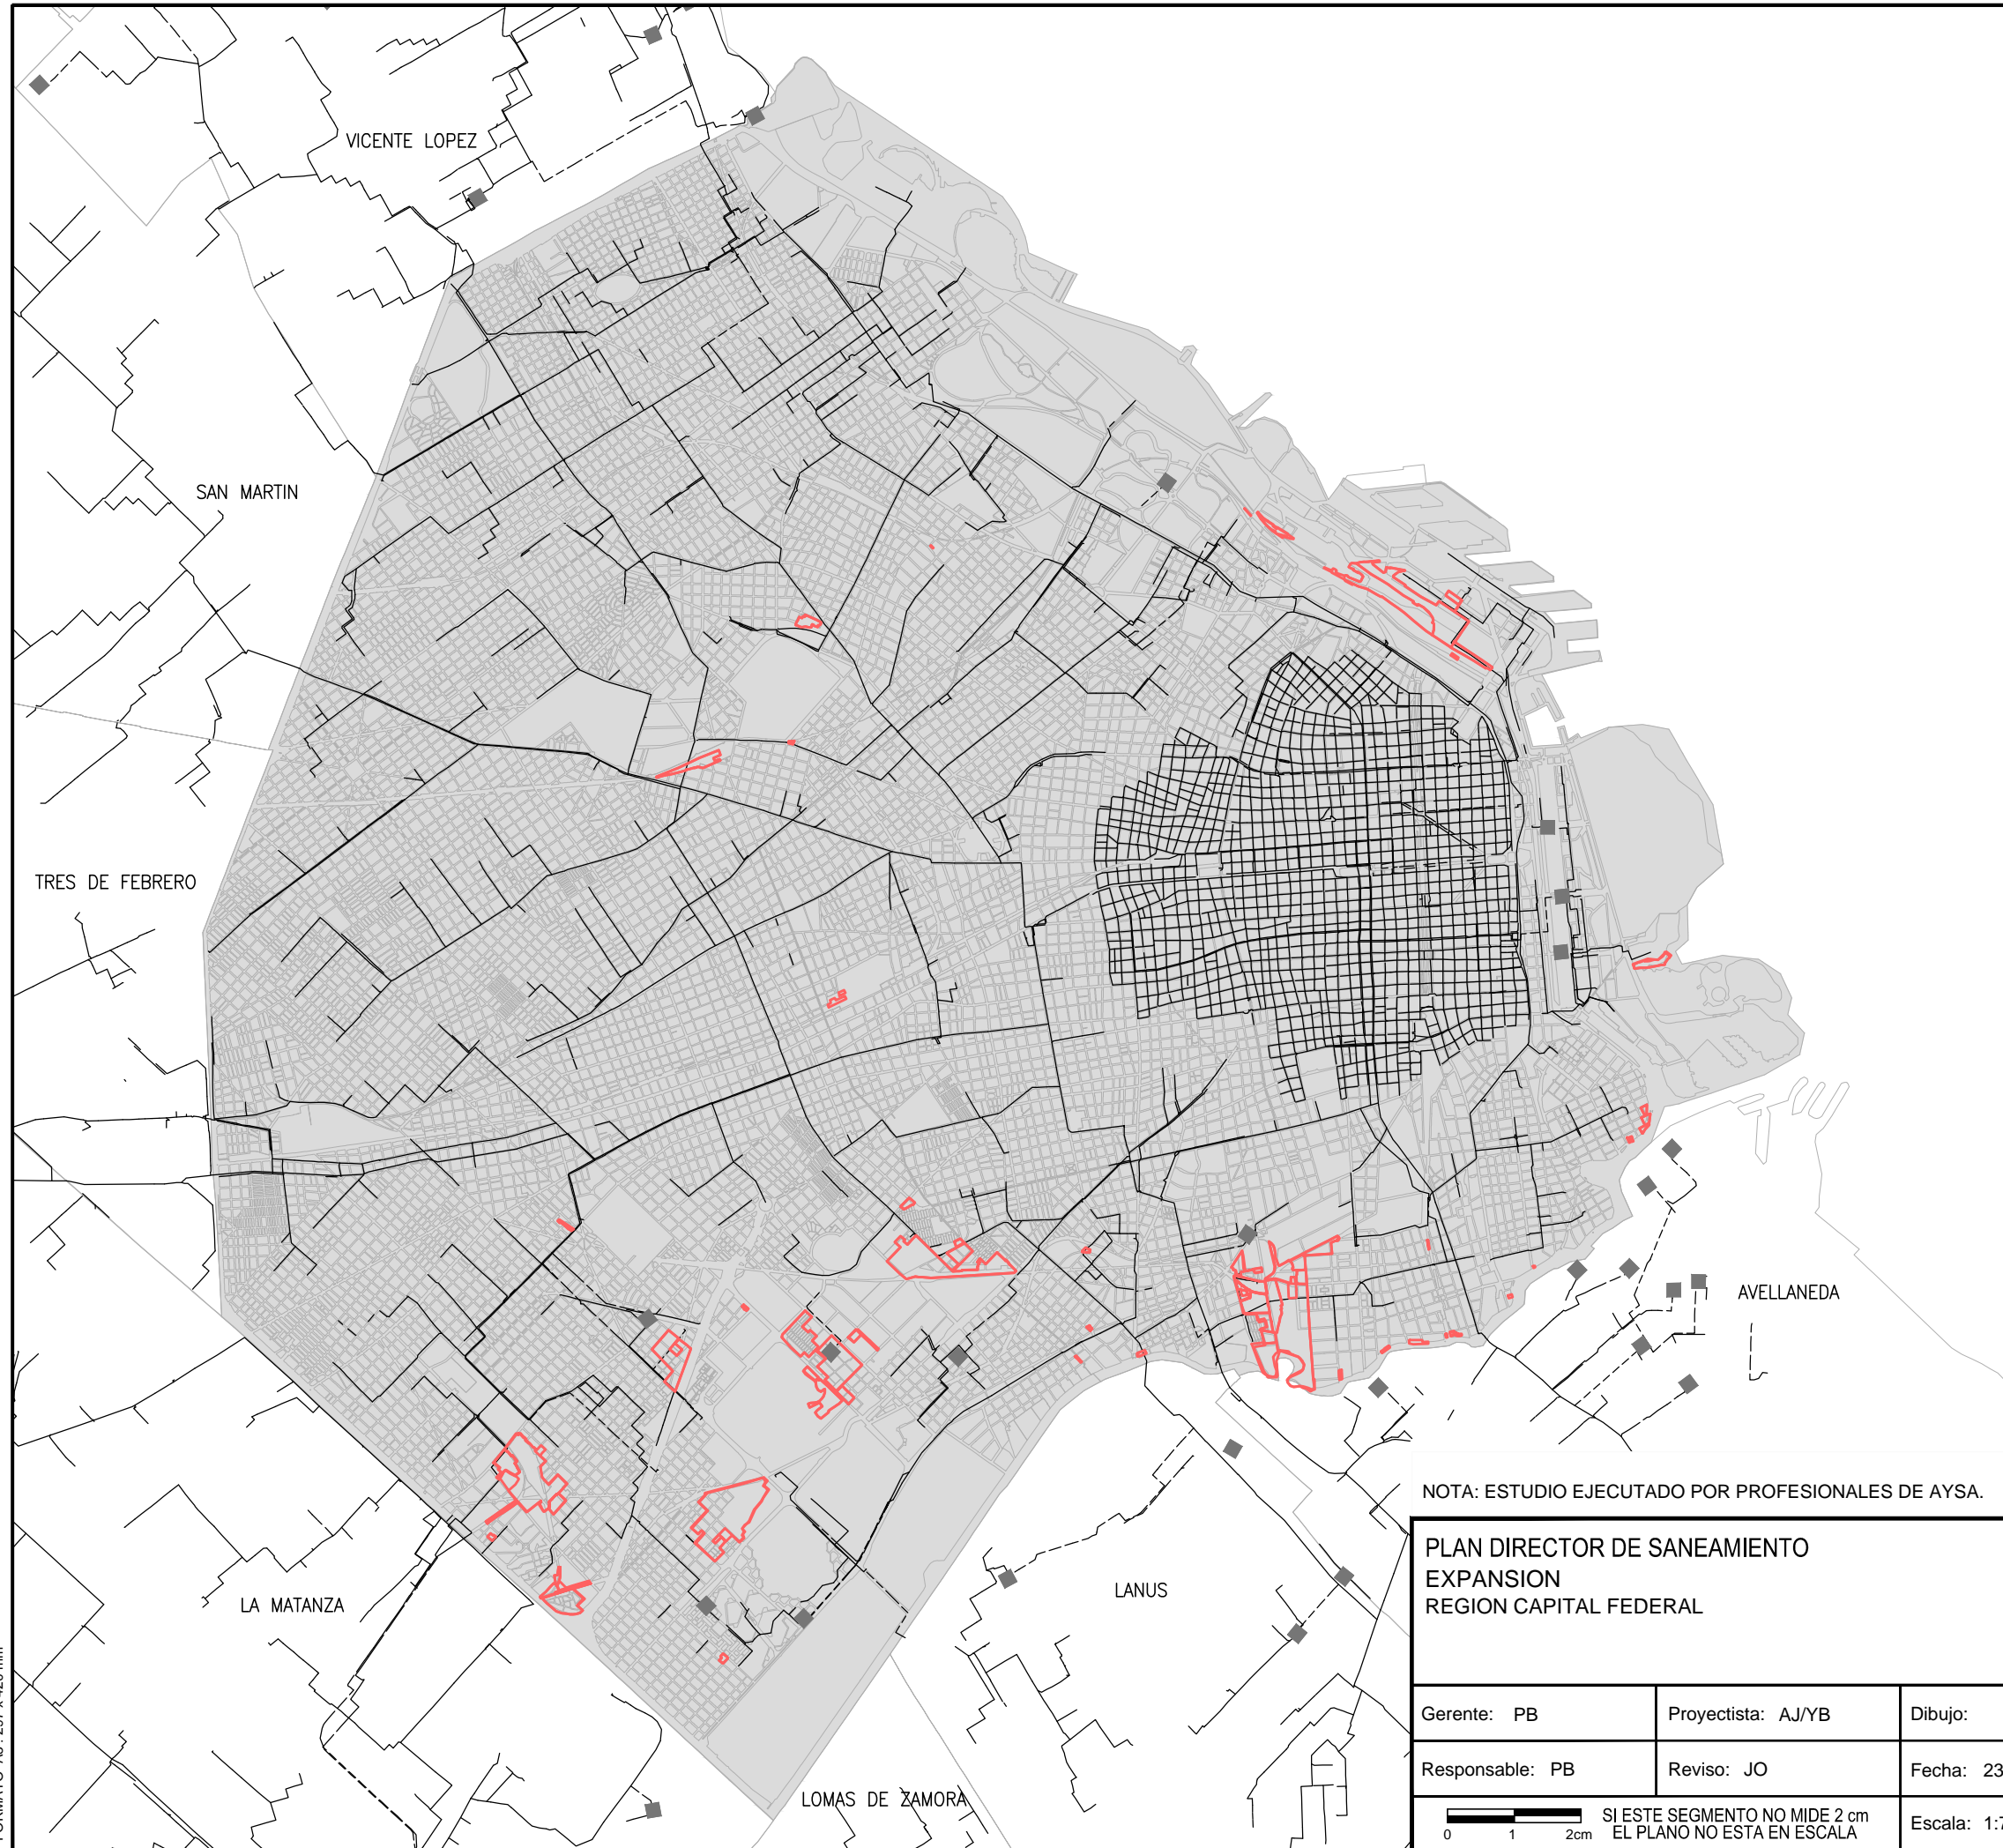 VICENTE LOPEZ
SAN MARTIN
TRES DE FEBRERO
AVELLANEDA
LA MATANZA
LANUS
LOMAS DE ZAMORA
NOTA: ESTUDIO EJECUTADO POR PROFESIONALES DE AYSA.
PLAN DIRECTOR DE SANEAMIENTO
EXPANSION
REGION CAPITAL FEDERAL
Gerente: PB
Proyectista: AJ/YB
Dibujo:
Responsable: PB
Reviso: JO
Fecha: 23
0 1 2cm
SI ESTE SEGMENTO NO MIDE 2 cm
EL PLANO NO ESTA EN ESCALA
Escala: 1:7